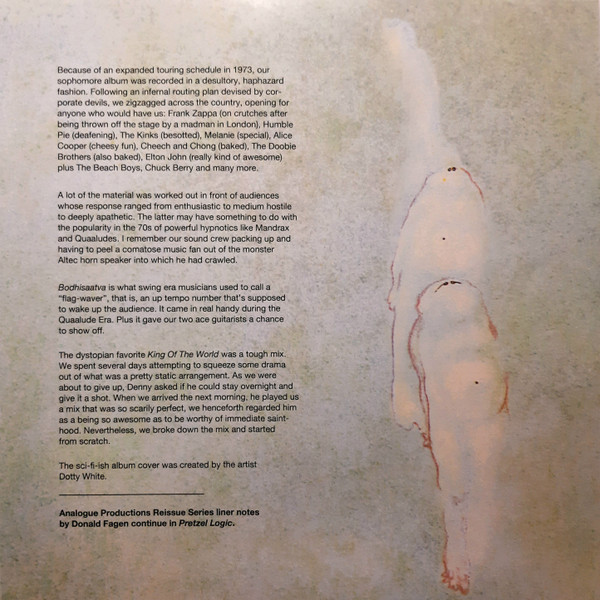 Because of an expanded touring schedule in 1973, our
sophomore album was recorded in a desultory, haphazard
fashion. Following an infernal routing plan devised by cor-
porate devils, we zigzagged across the country, opening for
anyone who would have us: Frank Zappa (on crutches after
being thrown off the stage by a madman in London), Humble
Pie (deafening), The Kinks (besotted), Melanie (special), Alice
Cooper (cheesy fun), Cheech and Chong (baked), The Doobie
Brothers (also baked), Elton John (really kind of awesome)
plus The Beach Boys, Chuck Berry and many more.
A lot of the material was worked out in front of audiences
whose response ranged from enthusiastic to medium hostile
to deeply apathetic. The latter may have something to do with
the popularity in the 70s of powerful hypnotics like Mandrax
and Quaaludes. I remember our sound crew packing up and
having to peel a comatose music fan out of the monster
Altec horn speaker into which he had crawled.
Bodhisaatva is what swing era musicians used to call a
“flag-waver”, that is, an up tempo number that's supposed
to wake up the audience. It came in real handy during the
Quaalude Era. Plus it gave our two ace guitarists a chance
to show off.
The dystopian favorite King Of The World was a tough mix.
We spent several days attempting to squeeze some drama
out of what was a pretty static arrangement. As we were
about to give up, Denny asked if he could stay overnight and
give it a shot. When we arrived the next morning, he played us
a mix that was so scarily perfect, we henceforth regarded him
as a being so awesome as to be worthy of immediate saint-
hood. Nevertheless, we broke down the mix and started
from scratch.
The sci-fi-ish album cover was created by the artist
Dotty White.
Analogue Productions Reissue Series liner notes
by Donald Fagen continue in Pretzel Logic.